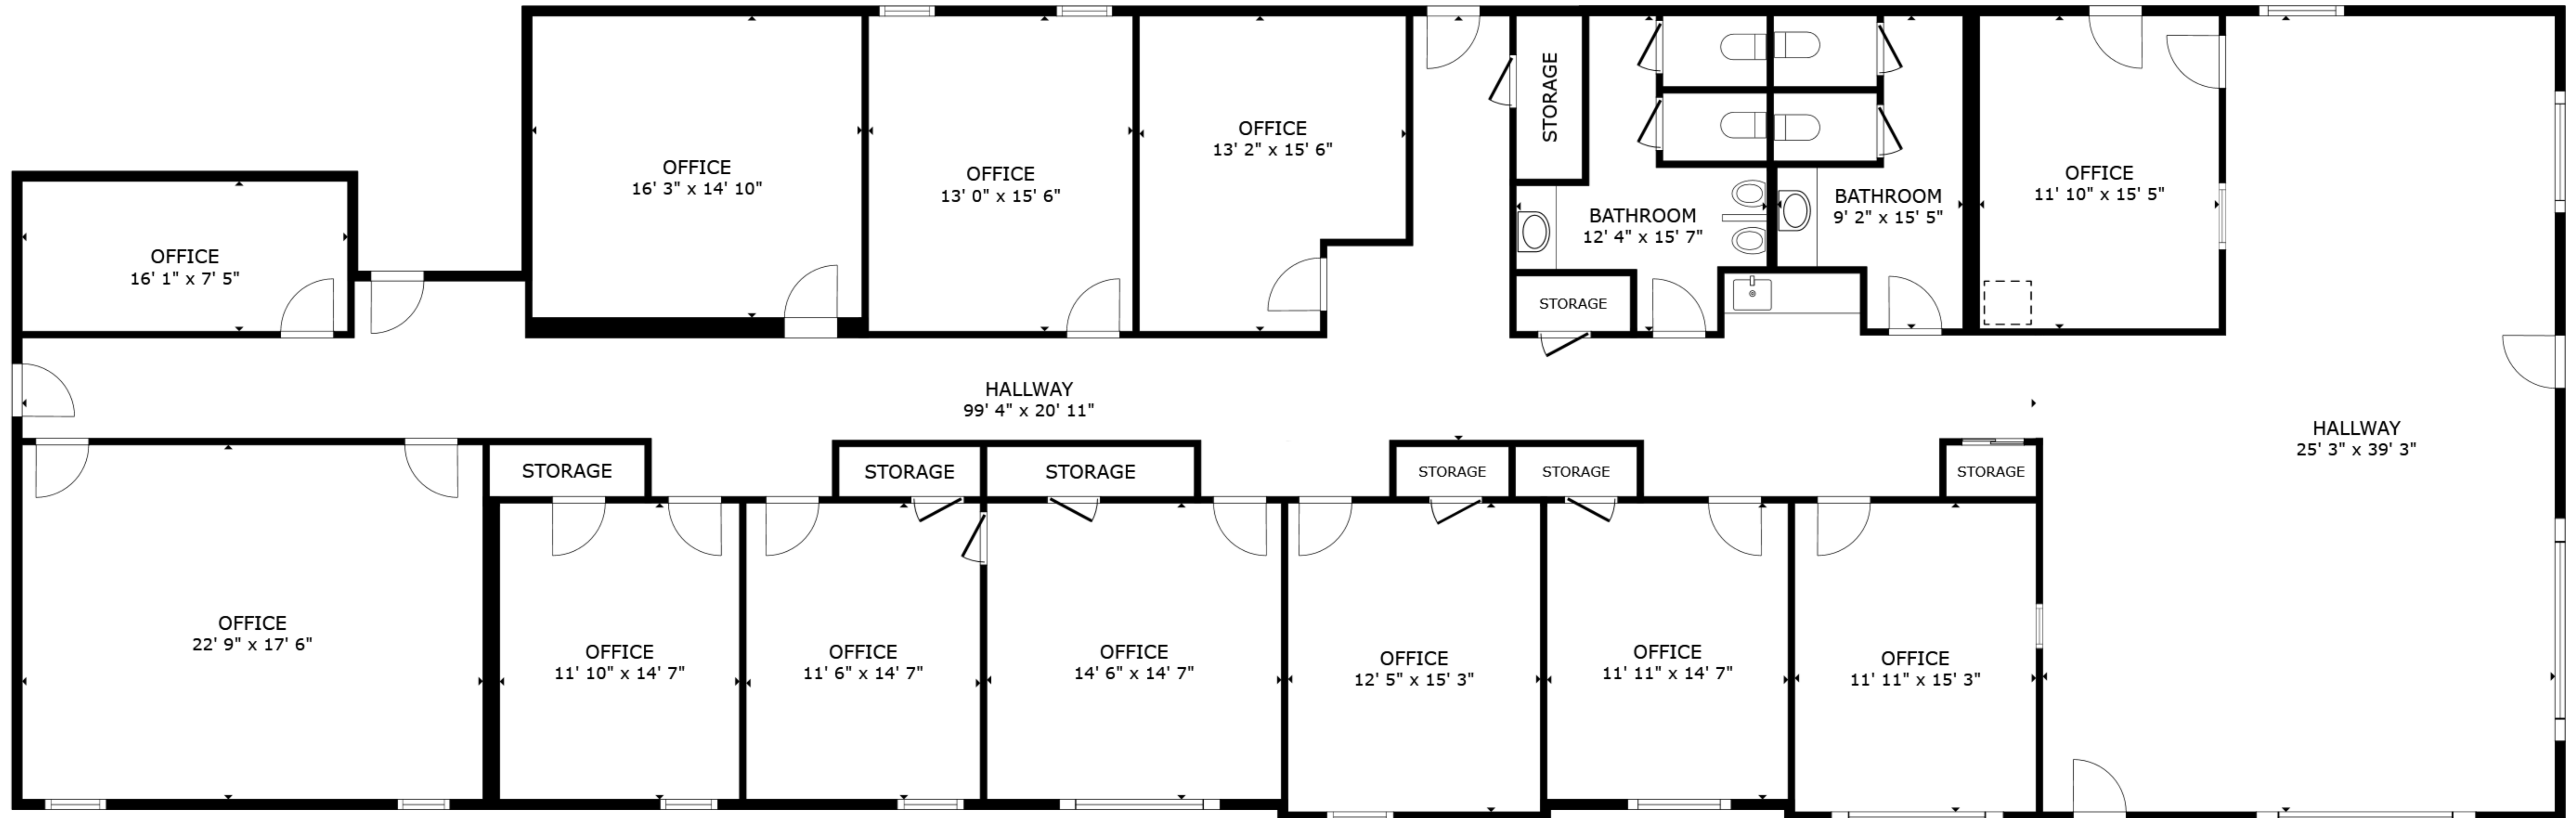 STORAGE
OFFICE
13' 2" x 15' 6"
OFFICE
16' 3" x 14' 10"
OFFICE
13' 0" x 15' 6"
OFFICE
11' 10" x 15' 5"
BATHROOM
9' 2" x 15' 5"
BATHROOM
12' 4" x 15' 7"
OFFICE
16' 1" x 7' 5"
STORAGE
HALLWAY
99' 4" x 20' 11"
HALLWAY
25' 3" x 39' 3"
STORAGE
STORAGE
STORAGE
STORAGE
STORAGE
STORAGE
OFFICE
22' 9" x 17' 6"
OFFICE
11' 10" x 14' 7"
OFFICE
11' 6" x 14' 7"
OFFICE
14' 6" x 14' 7"
OFFICE
12' 5" x 15' 3"
OFFICE
11' 11" x 14' 7"
OFFICE
11' 11" x 15' 3"